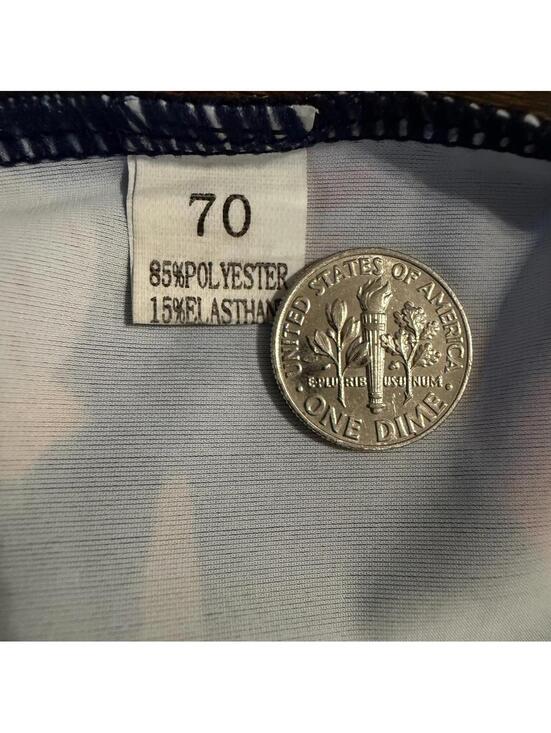 70
85%POLYESTER
15%ELASTHAN
UNITED STATES OF AMERICA
E PLURIBUS UNUM
ONE DIME